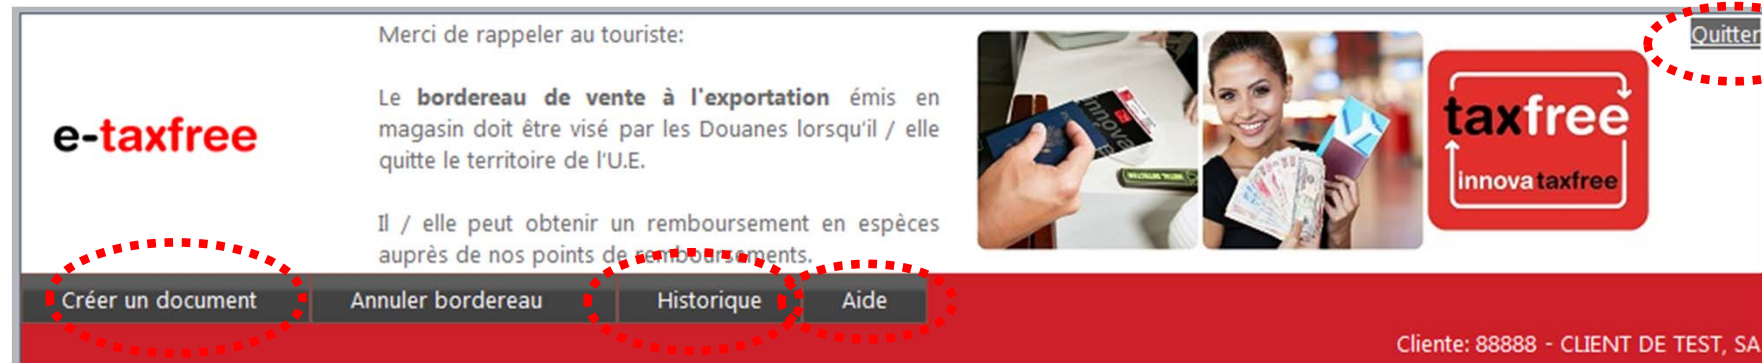 Merci de rappeler au touriste:
Quitter
Le bordereau de vente à l'exportation émis en
magasin doit être visé par les Douanes lorsqu'il / elle
quitte le territoire de l'U.E.
e-taxfree
Il / elle peut obtenir un remboursement en espèces
auprès de nos points de remboursements.
innova
METAL DETECTOR
taxfree
innovataxfree
Créer un document
Annuler bordereau
Historique
Aide
Cliente: 88888 - CLIENT DE TEST, SA